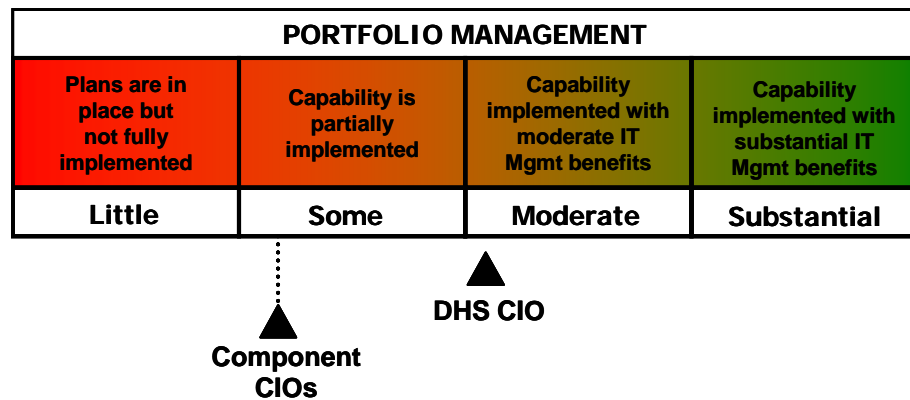 PORTFOLIO MANAGEMENT
Plans are in
place but
not fully
implemented
Capability is
partially
implemented
Capability
implemented with
moderate IT
Mgmt benefits
Capability
implemented with
substantial IT
Mgmt benefits
Little
Some
Moderate
Substantial
DHS CIO
Component
CIOs